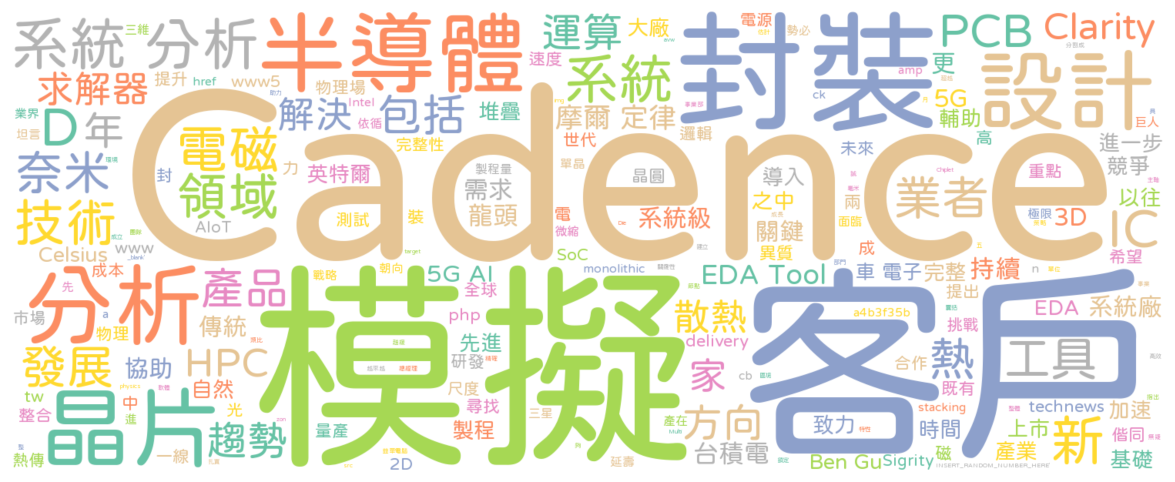 系統 三維 分析 半導體 運算 大廠 電源 勢必 PCB Clarity
求解器 提升 href www5 物理場 速度 系統 封裝 更 設計
業界 D 年 解決 包括 Intel 堆疊 摩爾 定律 amp ck 5G 輔助 巨人
坦言 電磁 依循 完整性 世代 邏輯 事業部 高 進一步
奈米 領域 封 力 英特爾 製程量 單晶 未來 競爭
Cadence
技術 AIoT 測試 裝 需求 龍頭 晶圓 導入 之中 兩 業者 重點 以往
Celsius www 電 微縮 系統級 關鍵 面臨 極限 3D IC
_blank target SoC 異質 成 希望
成本 戰略 朝向 5G AI monolithic EDA Tool 車 電子 完整 持續 n
分析 產品 模擬 全球 客戶 提出 EDA 系統廠
市場 a 物理 傳統 php 先進 散熱 a4b3f35b 挑戰
發展 協助 HPC 研發 delivery 合作 熱 工具
tw 自然 尺度 家 cb 既有
整合 中 光 尋找 stacking technews 加速
晶片 進 趨勢 量產 三星 製程 產在 方向 致力 時間 上市 新 偕同
熱傳 一線 2D 延壽 台積電 Ben Gu Sigrity 磁 產業 基礎
INSERT_RANDOM_NUMBER_HERE